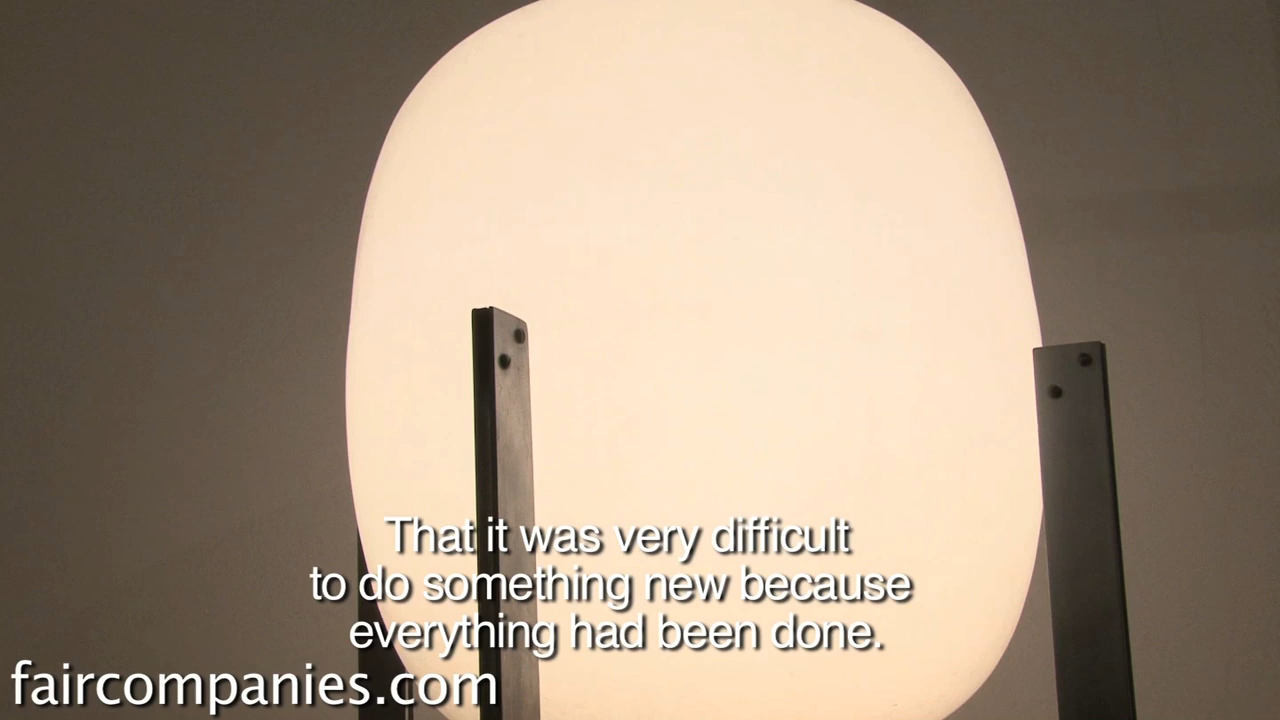 That it was very difficult
to do something new because
everything had been done.
faircompanies.com